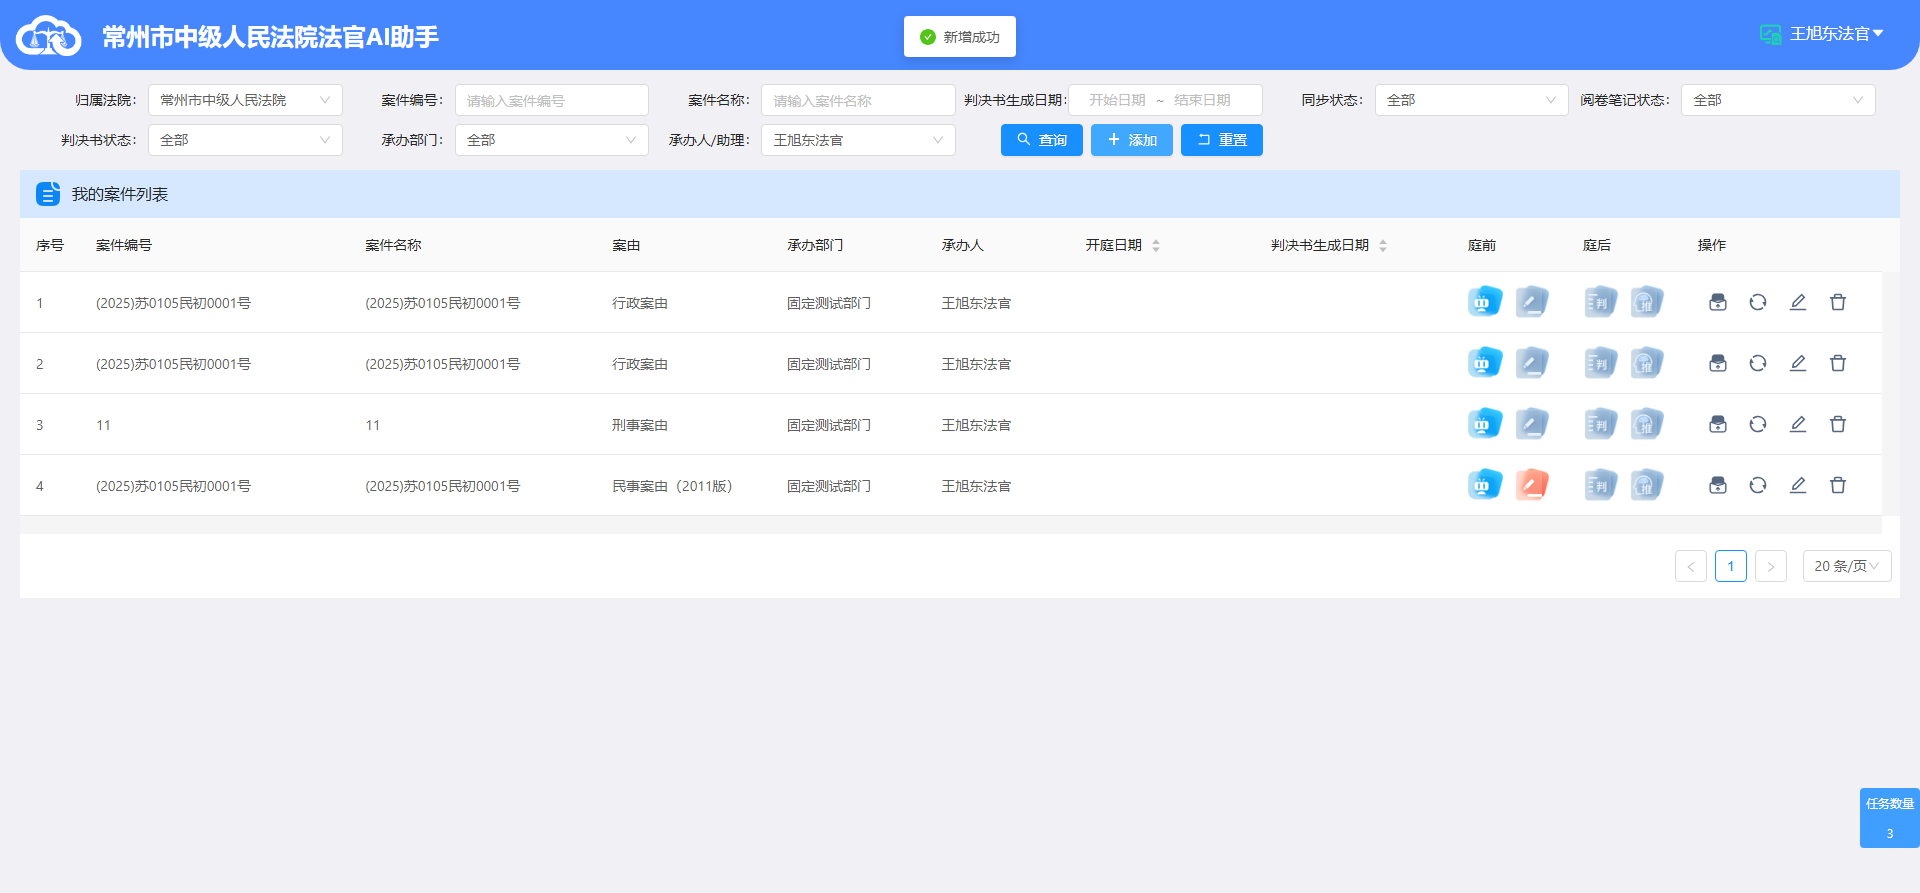 常州市中级人民法院法官AI助手
新增成功
王旭东法官
归属法院: 常州市中级人民法院 案件编号: 请输入案件编号 案件名称: 请输入案件名称 判决书生成日期: 开始日期 ~ 结束日期 同步状态: 全部 阅卷笔记状态: 全部
判决书状态: 全部 承办部门: 全部 承办人/助理: 王旭东法官 查询 添加 重置
我的案件列表
序号 案件编号 案件名称 案由 承办部门 承办人 开庭日期 判决书生成日期 庭前 庭后 操作
1 (2025)苏0105民初0001号 (2025)苏0105民初0001号 行政案由 固定测试部门 王旭东法官 判 推
2 (2025)苏0105民初0001号 (2025)苏0105民初0001号 行政案由 固定测试部门 王旭东法官 判 推
3 11 11 刑事案由 固定测试部门 王旭东法官 判 推
4 (2025)苏0105民初0001号 (2025)苏0105民初0001号 民事案由（2011版） 固定测试部门 王旭东法官 判 推
< 1 > 20 条/页
任务数量
3